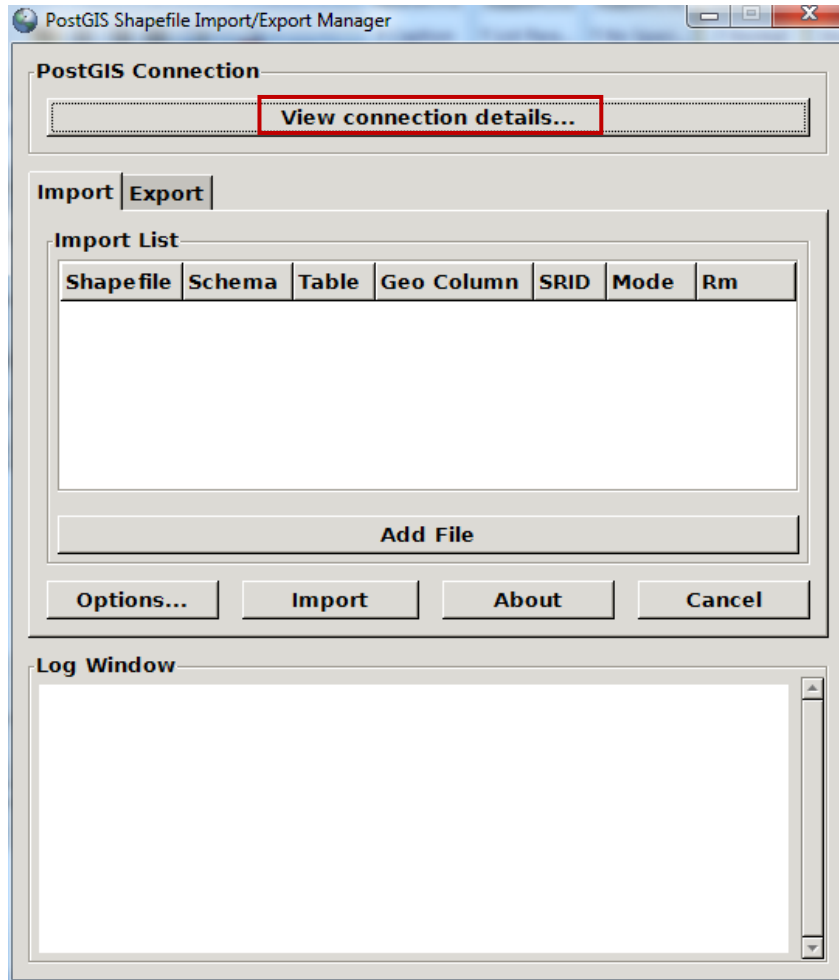 PostGIS Shapefile Import/Export Manager
PostGIS Connection
View connection details...
Import Export
Import List
Shapefile Schema Table Geo Column SRID Mode Rm
Add File
Options... Import About Cancel
Log Window